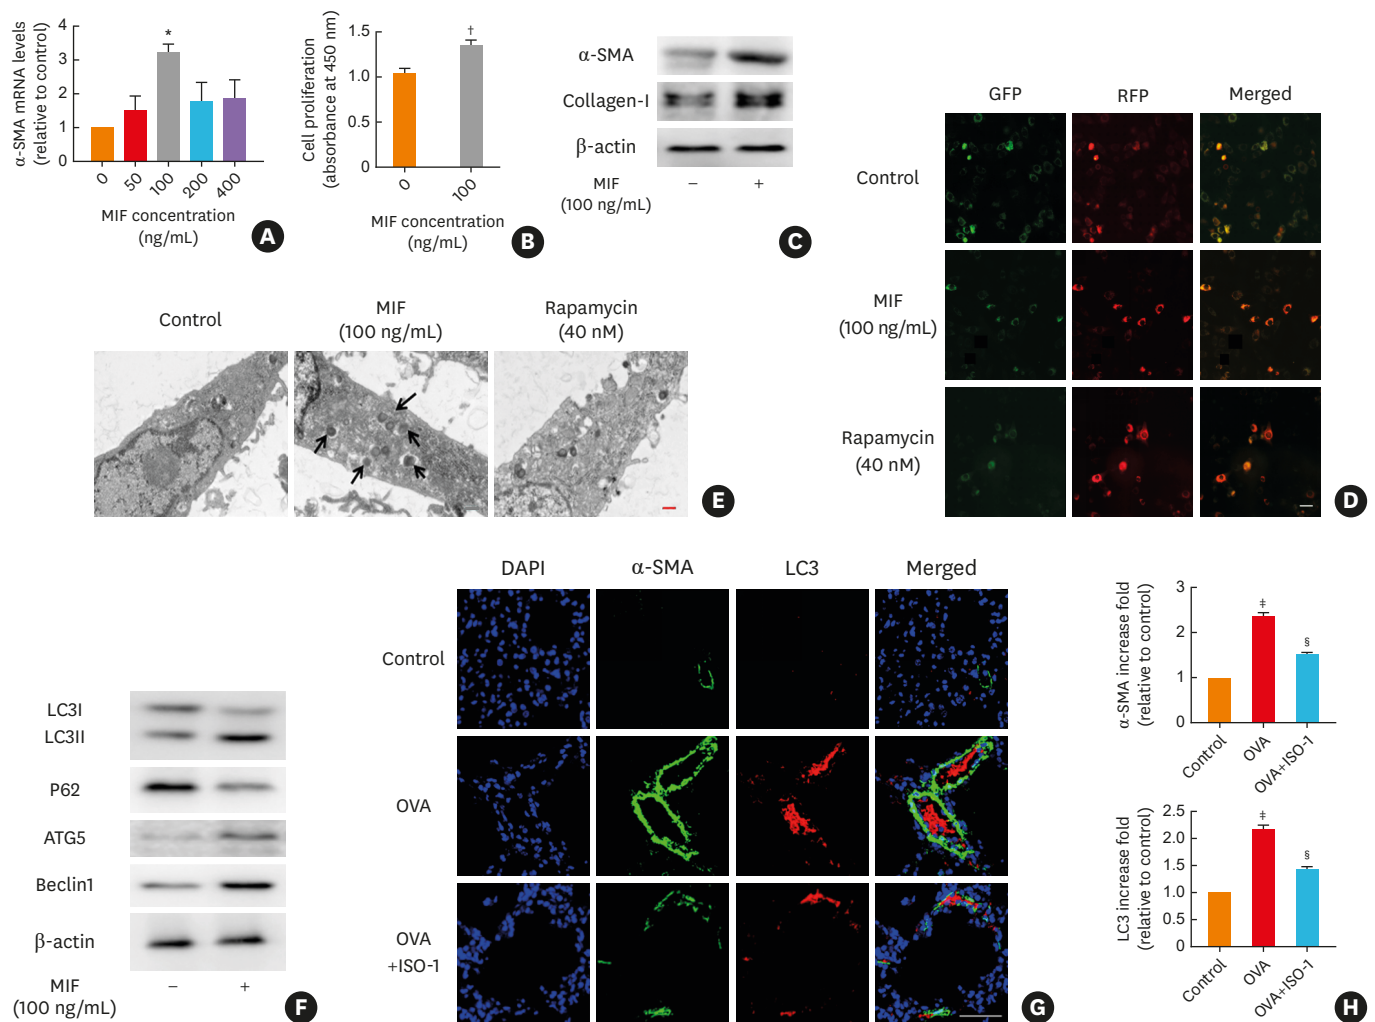 α-SMA mRNA levels
(relative to control)
4
3
2
1
0
*
0
50
100
200
400
MIF concentration
(ng/mL)
A
Cell proliferation
(absorbance at 450 nm)
1.5
1.0
0.5
0
†
0
100
MIF concentration
(ng/mL)
B
α-SMA
Collagen-I
β-actin
MIF
(100 ng/mL)
−
+
C
GFP
RFP
Merged
Control
MIF
(100 ng/mL)
Rapamycin
(40 nM)
D
Control
MIF
(100 ng/mL)
Rapamycin
(40 nM)
E
LC3I
LC3II
P62
ATG5
Beclin1
β-actin
MIF
(100 ng/mL)
−
+
F
DAPI
α-SMA
LC3
Merged
Control
OVA
OVA
+ISO-1
G
α-SMA increase fold
(relative to control)
3
2
1
0
‡
§
Control
OVA
OVA+ISO-1
LC3 increase fold
(relative to control)
2.5
2.0
1.5
1.0
0.5
0
‡
§
Control
OVA
OVA+ISO-1
H